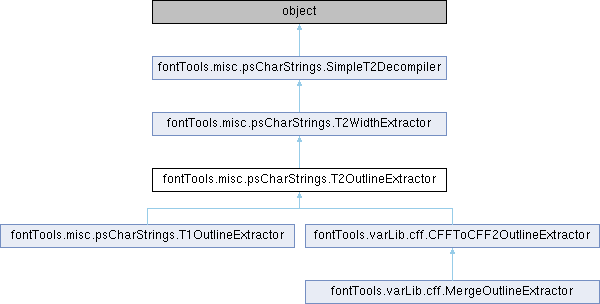 object
fontTools.misc.psCharStrings.SimpleT2Decompiler
fontTools.misc.psCharStrings.T2WidthExtractor
fontTools.misc.psCharStrings.T2OutlineExtractor
fontTools.misc.psCharStrings.T1OutlineExtractor
fontTools.varLib.cff.CFFToCFF2OutlineExtractor
fontTools.varLib.cff.MergeOutlineExtractor